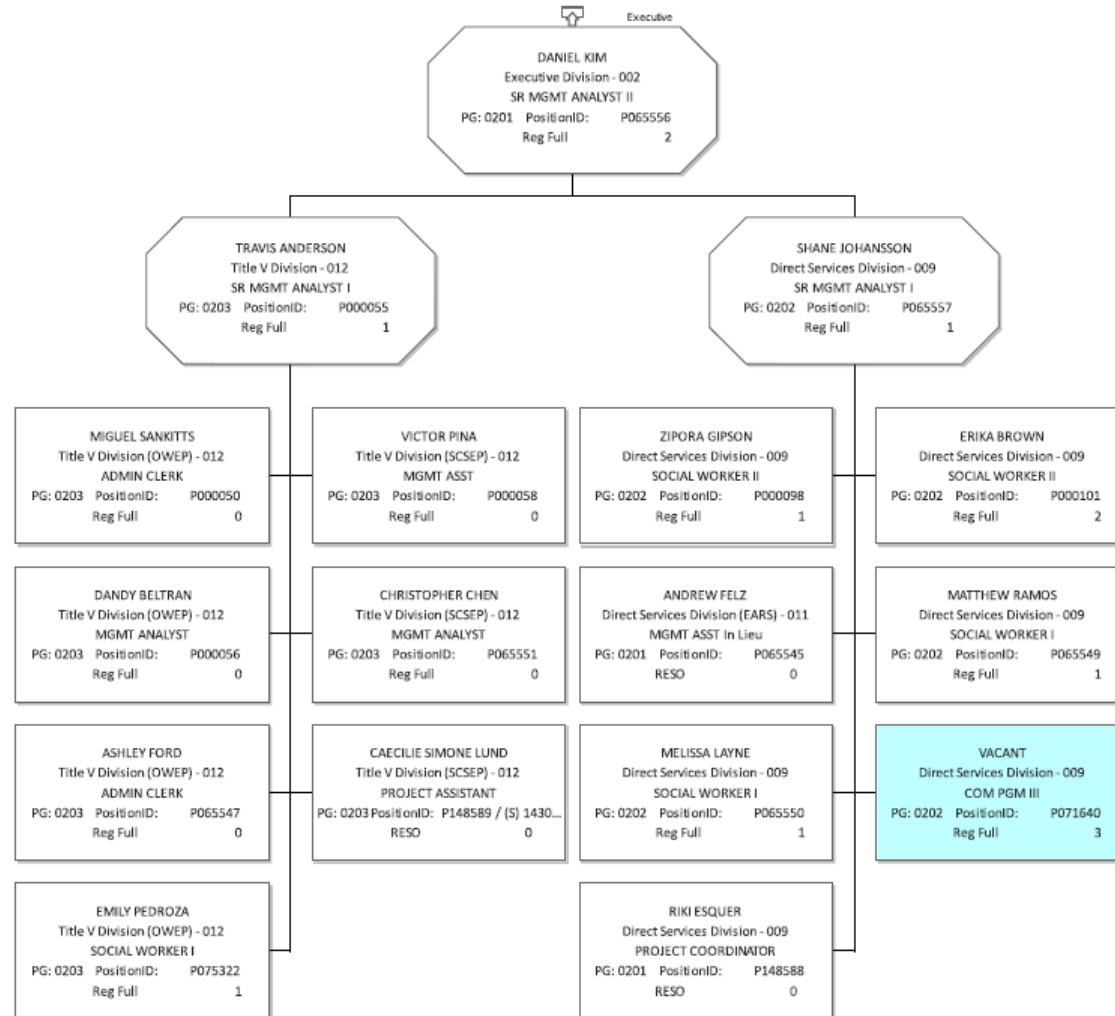 Executive
DANIEL KIM
Executive Division - 002
SR MGMT ANALYST II
PG: 0201 PositionID: P065556
Reg Full 2
TRAVIS ANDERSON
Title V Division - 012
SR MGMT ANALYST I
PG: 0203 PositionID: P000055
Reg Full 1
SHANE JOHANSSON
Direct Services Division - 009
SR MGMT ANALYST I
PG: 0202 PositionID: P065557
Reg Full 1
MIGUEL SANKITTS
Title V Division (OWEP) - 012
ADMIN CLERK
PG: 0203 PositionID: P000050
Reg Full 0
VICTOR PINA
Title V Division (SCSEP) - 012
MGMT ASST
PG: 0203 PositionID: P000058
Reg Full 0
ZIPORA GIPSON
Direct Services Division - 009
SOCIAL WORKER II
PG: 0202 PositionID: P000098
Reg Full 1
ERIKA BROWN
Direct Services Division - 009
SOCIAL WORKER II
PG: 0202 PositionID: P000101
Reg Full 2
DANDY BELTRAN
Title V Division (OWEP) - 012
MGMT ANALYST
PG: 0203 PositionID: P000056
Reg Full 0
CHRISTOPHER CHEN
Title V Division (SCSEP) - 012
MGMT ANALYST
PG: 0203 PositionID: P065551
Reg Full 0
ANDREW FELZ
Direct Services Division (EARS) - 011
MGMT ASST In Lieu
PG: 0201 PositionID: P065545
RESO 0
MATTHEW RAMOS
Direct Services Division - 009
SOCIAL WORKER I
PG: 0202 PositionID: P065549
Reg Full 1
ASHLEY FORD
Title V Division (OWEP) - 012
ADMIN CLERK
PG: 0203 PositionID: P065547
Reg Full 0
CAECILIE SIMONE LUND
Title V Division (SCSEP) - 012
PROJECT ASSISTANT
PG: 0203 PositionID: P148589 / (S) 1430...
RESO 0
MELISSA LAYNE
Direct Services Division - 009
SOCIAL WORKER I
PG: 0202 PositionID: P065550
Reg Full 1
VACANT
Direct Services Division - 009
COM PGM III
PG: 0202 PositionID: P071640
Reg Full 3
EMILY PEDROZA
Title V Division (OWEP) - 012
SOCIAL WORKER I
PG: 0203 PositionID: P075322
Reg Full 1
RIKI ESQUER
Direct Services Division - 009
PROJECT COORDINATOR
PG: 0201 PositionID: P148588
RESO 0